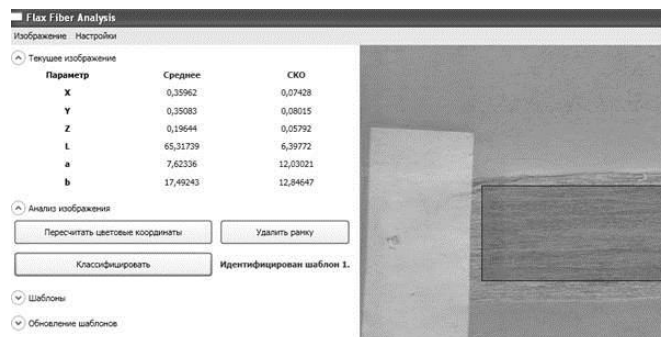 Flax Fiber Analysis
Изображение Настройки
Текущее изображение
Параметр Среднее СКО
X 0,35962 0,07428
Y 0,35083 0,08015
Z 0,19644 0,05792
L 65,31739 6,39772
a 7,62336 12,03021
b 17,49243 12,84647
Анализ изображения
Пересчитать цветовые координаты Удалить рамку
Классифицировать Идентифицирован шаблон 1.
Шаблоны
Обновление шаблонов